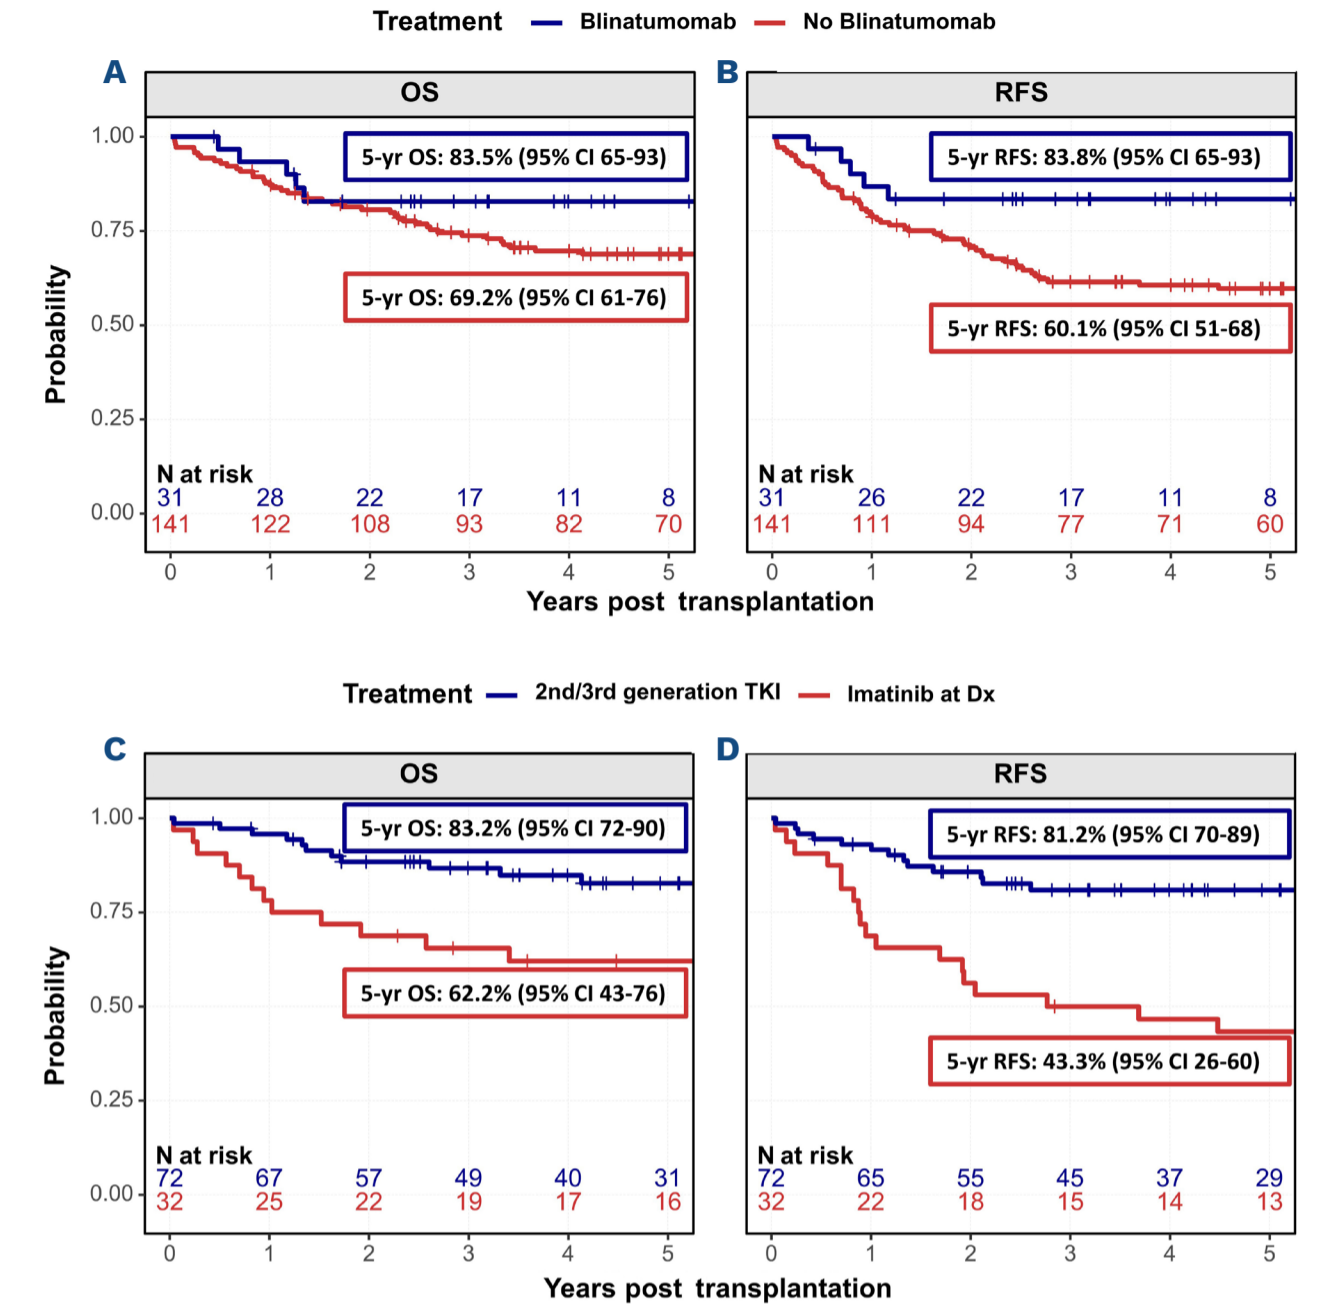 Treatment Blinatumomab No Blinatumomab
A B
OS RFS
1.00
0.75
0.50
0.25
0.00
Probability
5-yr OS: 83.5% (95% CI 65-93)
5-yr OS: 69.2% (95% CI 61-76)
N at risk
31 28 22 17 11 8
141 122 108 93 82 70
0 1 2 3 4 5
5-yr RFS: 83.8% (95% CI 65-93)
5-yr RFS: 60.1% (95% CI 51-68)
N at risk
31 26 22 17 11 8
141 111 94 77 71 60
0 1 2 3 4 5
Years post transplantation
Treatment 2nd/3rd generation TKI Imatinib at Dx
C D
OS RFS
1.00
0.75
0.50
0.25
0.00
Probability
5-yr OS: 83.2% (95% CI 72-90)
5-yr OS: 62.2% (95% CI 43-76)
N at risk
72 67 57 49 40 31
32 25 22 19 17 16
0 1 2 3 4 5
5-yr RFS: 81.2% (95% CI 70-89)
5-yr RFS: 43.3% (95% CI 26-60)
N at risk
72 65 55 45 37 29
32 22 18 15 14 13
0 1 2 3 4 5
Years post transplantation